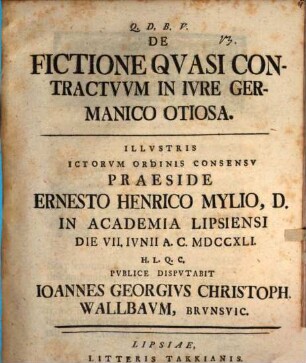 Q. D. B. V.
DE
FICTIONE QVASI CON-
TRACTVVM IN IVRE GER-
MANICO OTIOSA.
ILLVSTRIS
ICTORVM ORDINIS CONSENSV
PRAESIDE
ERNESTO HENRICO MYLIO, D.
IN ACADEMIA LIPSIENSI
DIE VII. IVNII A. C. MDCCXLI.
H. L. Q. C.
PVBLICE DISPVTABIT
IOANNES GEORGIVS CHRISTOPH.
WALLBAVM, BRVNSVIC.
LIPSIAE,
LITTERIS TAKKIANIS.